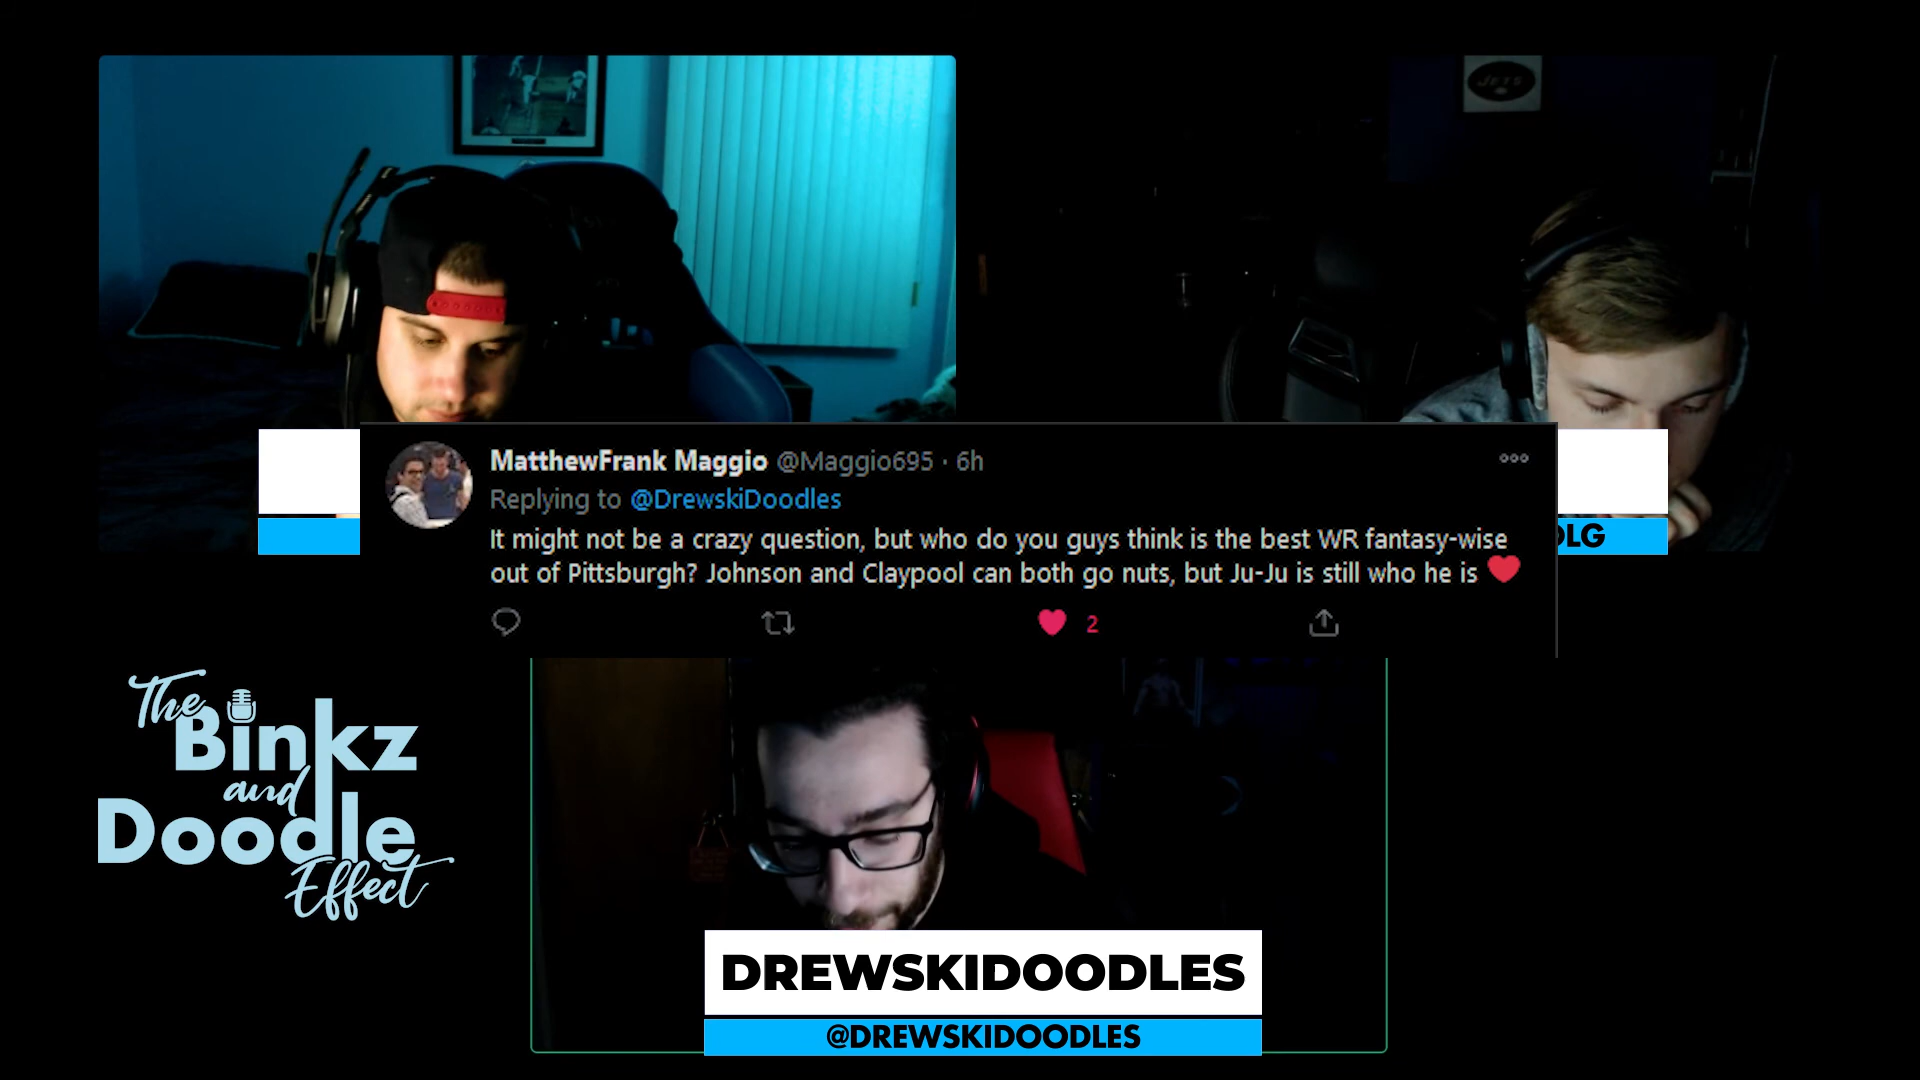 JETS
MatthewFrank Maggio @Maggio695 · 6h
Replying to @DrewskiDoodles
It might not be a crazy question, but who do you guys think is the best WR fantasy-wise
out of Pittsburgh? Johnson and Claypool can both go nuts, but Ju-Ju is still who he is ❤
2
DLG
The
Binkz
and
Doodle
Effect
DREWSKIDOODLES
@DREWSKIDOODLES